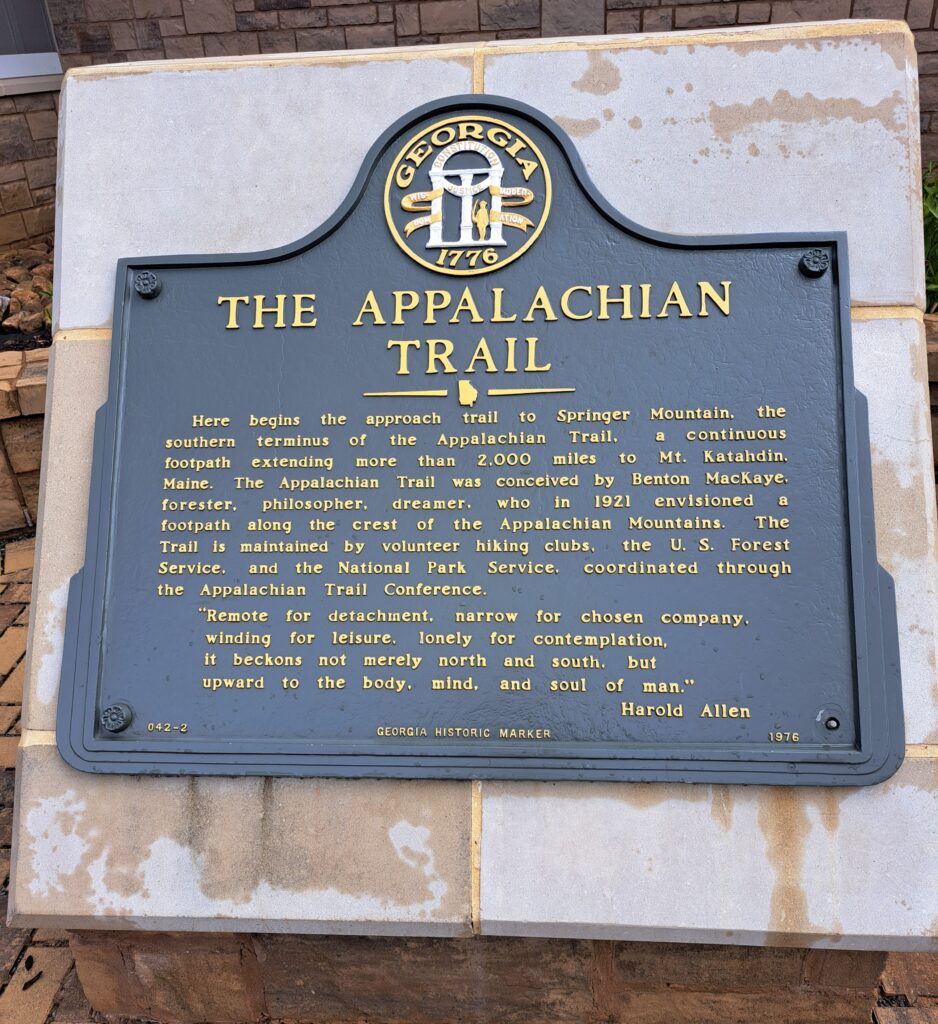 GEORGIA
CONSTITUTION
JUSTICE
WIS- MODER-
DOM ATION
1776
THE APPALACHIAN
TRAIL
Here begins the approach trail to Springer Mountain, the
southern terminus of the Appalachian Trail, a continuous
footpath extending more than 2,000 miles to Mt. Katahdin,
Maine. The Appalachian Trail was conceived by Benton MacKaye,
forester, philosopher, dreamer, who in 1921 envisioned a
footpath along the crest of the Appalachian Mountains. The
Trail is maintained by volunteer hiking clubs, the U. S. Forest
Service, and the National Park Service, coordinated through
the Appalachian Trail Conference.
"Remote for detachment, narrow for chosen company,
winding for leisure, lonely for contemplation,
it beckons not merely north and south, but
upward to the body, mind, and soul of man."
Harold Allen
042-2 GEORGIA HISTORIC MARKER 1976